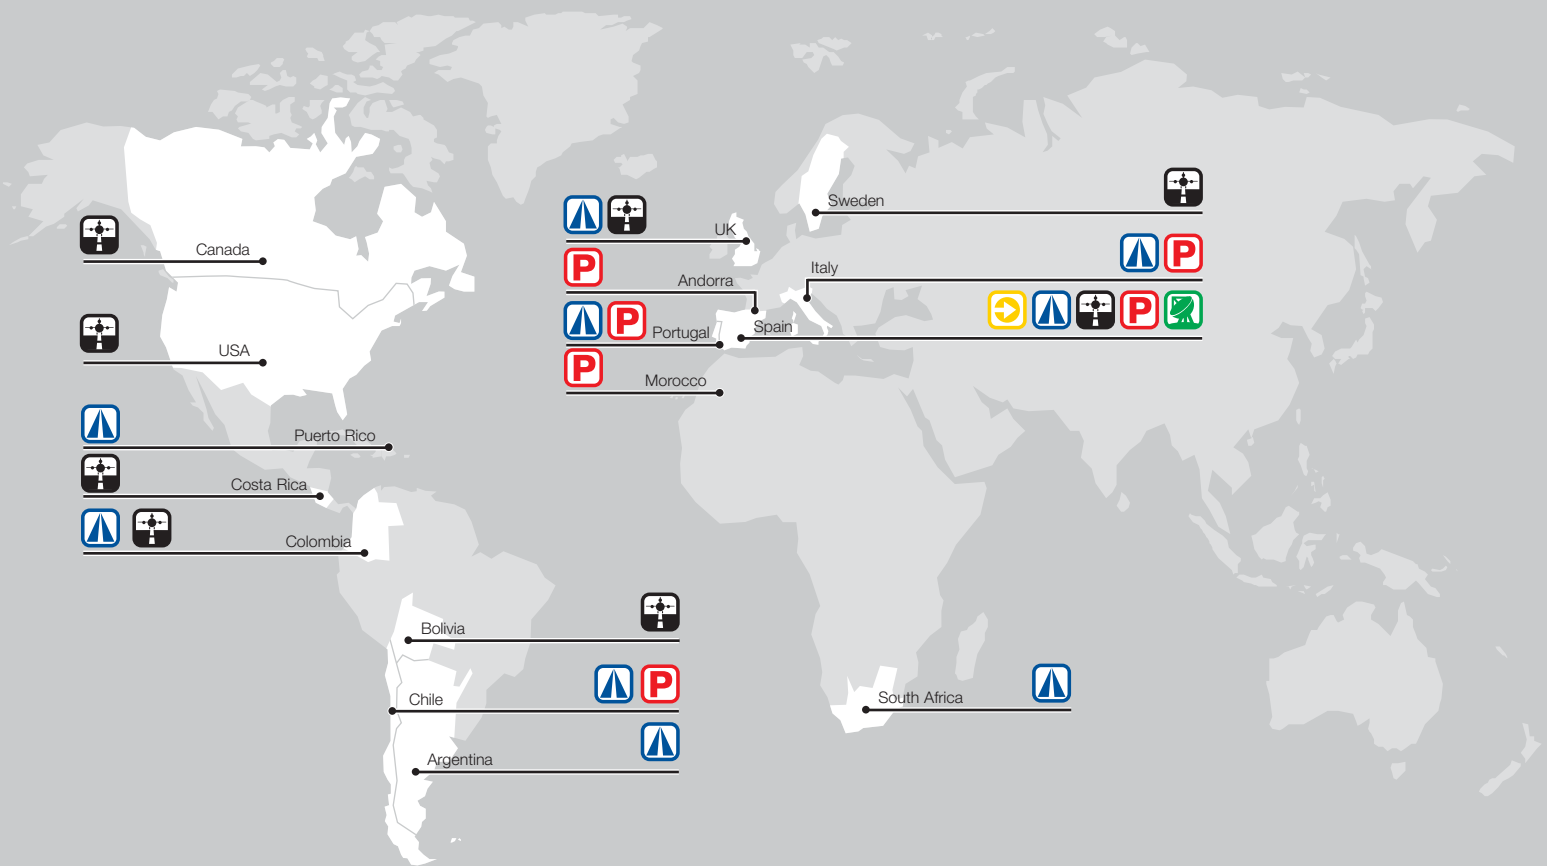 Canada
USA
Puerto Rico
Costa Rica
Colombia
Bolivia
Chile
P
Argentina
UK
P
Andorra
P
Portugal
P
Morocco
Sweden
P
Italy
P
Spain
South Africa